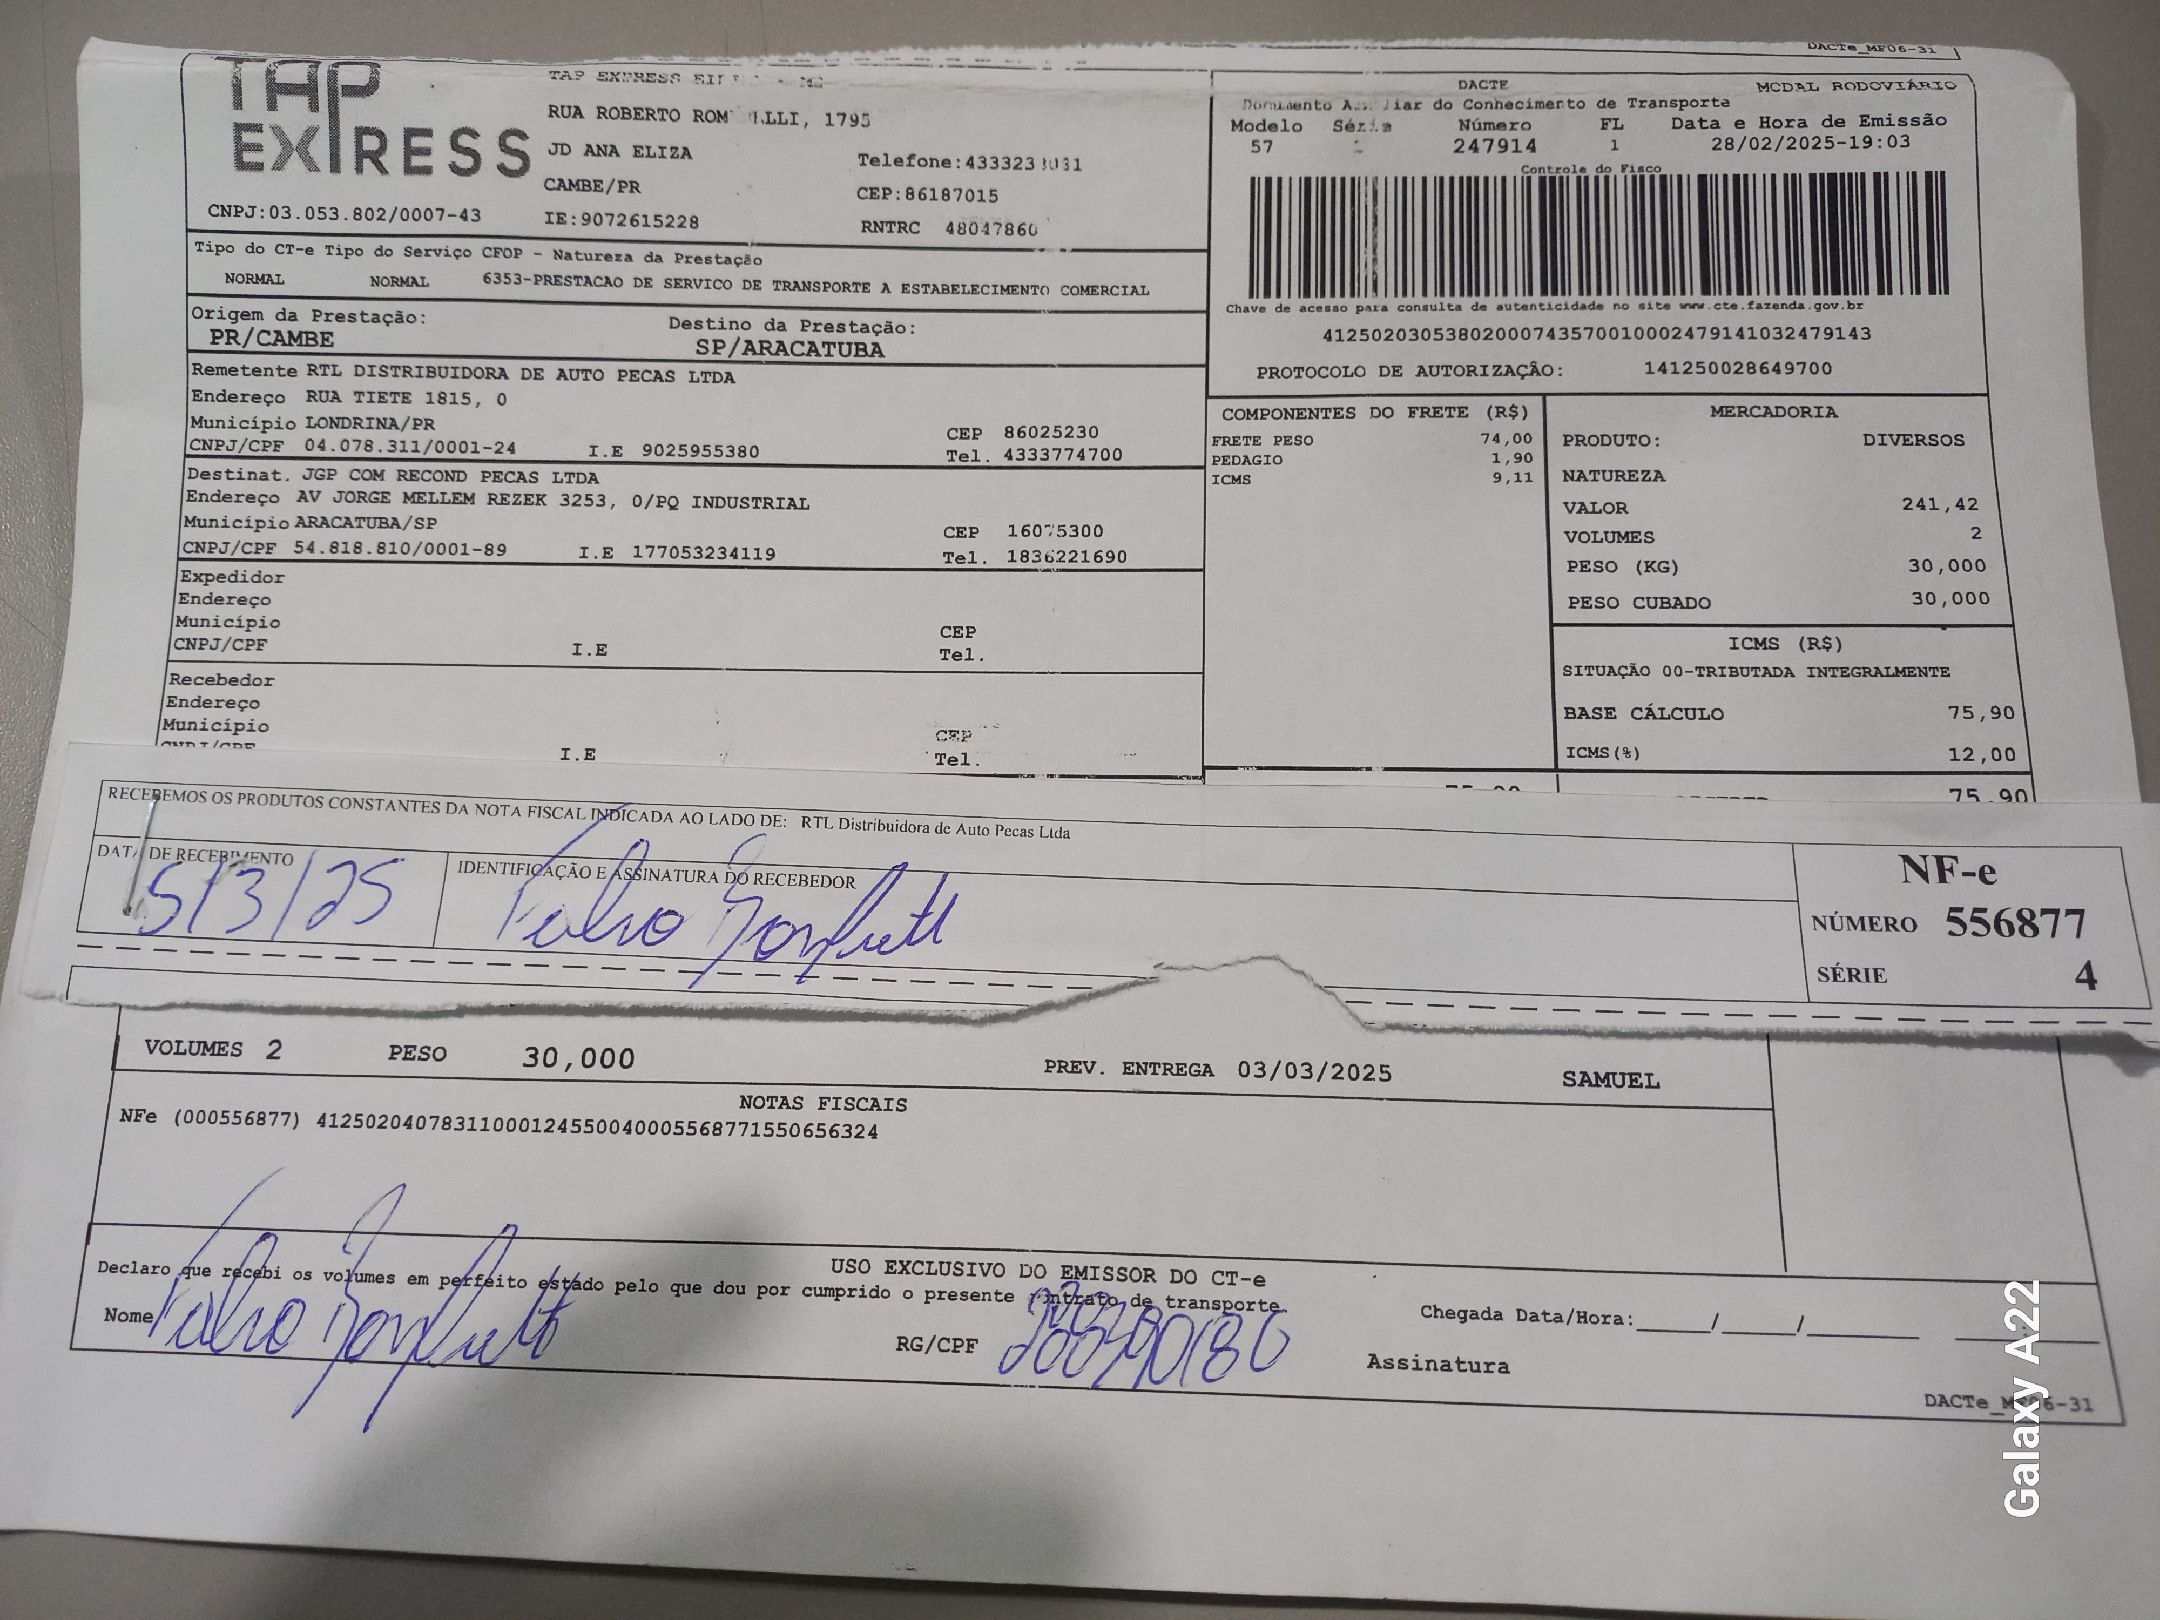 DACTe_MF06-31
TAP
EXPRESS
TAP EXPRESS
RUA ROBERTO 1795
JD ANA ELIZA
Telefone:
CAMBE/PR
CEP:86187015
CNPJ:03.053.802/0007-43
IE:9072615228
RNTRC 48047860
DACTE
MODAL RODOVIÁRIO
Documento Auxiliar do Conhecimento de Transporte
Modelo Série Número FL Data e Hora de Emissão
57 247914 1 28/02/2025-19:03
Controle do Fisco
Chave de acesso para consulta de autenticidade no site www.cte.fazenda.gov.br
41250203053802000743570010002479141032479143
PROTOCOLO DE AUTORIZAÇÃO: 141250028649700
Tipo do CT-e Tipo do Serviço CFOP - Natureza da Prestação
NORMAL NORMAL 6353-PRESTACAO DE SERVICO DE TRANSPORTE A ESTABELECIMENTO COMERCIAL
Origem da Prestação: Destino da Prestação:
PR/CAMBE SP/ARACATUBA
Remetente RTL DISTRIBUIDORA DE AUTO PECAS LTDA
Endereço RUA TIETE 1815, 0
Município LONDRINA/PR CEP 86025230
CNPJ/CPF 04.078.311/0001-24 I.E 9025955380 Tel. 4333774700
Destinat. JGP COM RECOND PECAS LTDA
Endereço AV JORGE MELLEM REZEK 3253, 0/PQ INDUSTRIAL
Município ARACATUBA/SP CEP 16075300
CNPJ/CPF 54.818.810/0001-89 I.E 177053234119 Tel. 1836221690
Expedidor
Endereço
Município CEP
CNPJ/CPF I.E Tel.
Recebedor
Endereço
Município CEP
CNPJ/CPF I.E Tel.
COMPONENTES DO FRETE (R$)
FRETE PESO 74,00
PEDAGIO 1,90
ICMS 9,11
MERCADORIA
PRODUTO: DIVERSOS
NATUREZA
VALOR 241,42
VOLUMES 2
PESO (KG) 30,000
PESO CUBADO 30,000
ICMS (R$)
SITUAÇÃO 00-TRIBUTADA INTEGRALMENTE
BASE CÁLCULO 75,90
ICMS(%) 12,00
75,90
RECEBEMOS OS PRODUTOS CONSTANTES DA NOTA FISCAL INDICADA AO LADO DE: RTL Distribuidora de Auto Pecas Ltda
DATA DE RECEBIMENTO
IDENTIFICAÇÃO E ASSINATURA DO RECEBEDOR
5/3/25
NF-e
NÚMERO 556877
SÉRIE 4
VOLUMES 2 PESO 30,000 PREV. ENTREGA 03/03/2025 SAMUEL
NOTAS FISCAIS
NFe (000556877) 41250204078311000124550040005568771550656324
USO EXCLUSIVO DO EMISSOR DO CT-e
Declaro que recebi os volumes em perfeito estado pelo que dou por cumprido o presente contrato de transporte.
Nome
RG/CPF
Chegada Data/Hora:_____/_____/________
Assinatura
DACTe_MF06-31
Galaxy A22